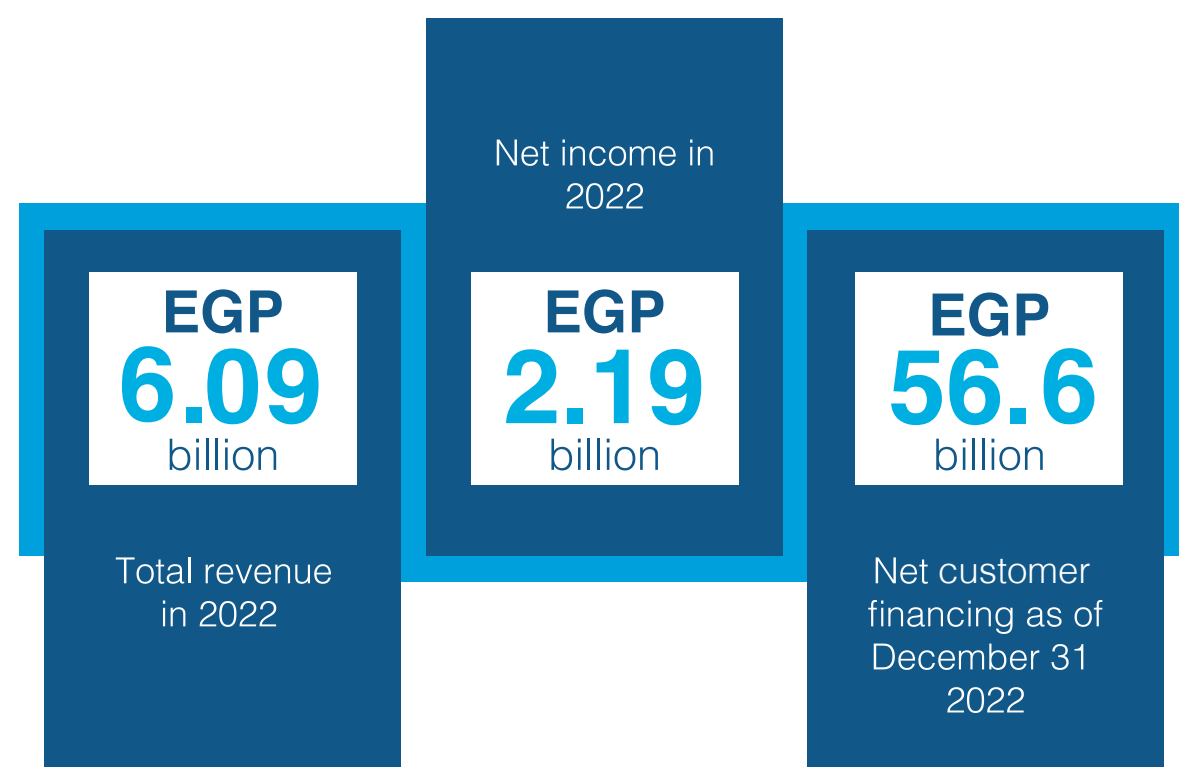 EGP
6.09
billion
Total revenue
in 2022
Net income in
2022
EGP
2.19
billion
EGP
56.6
billion
Net customer
financing as of
December 31
2022